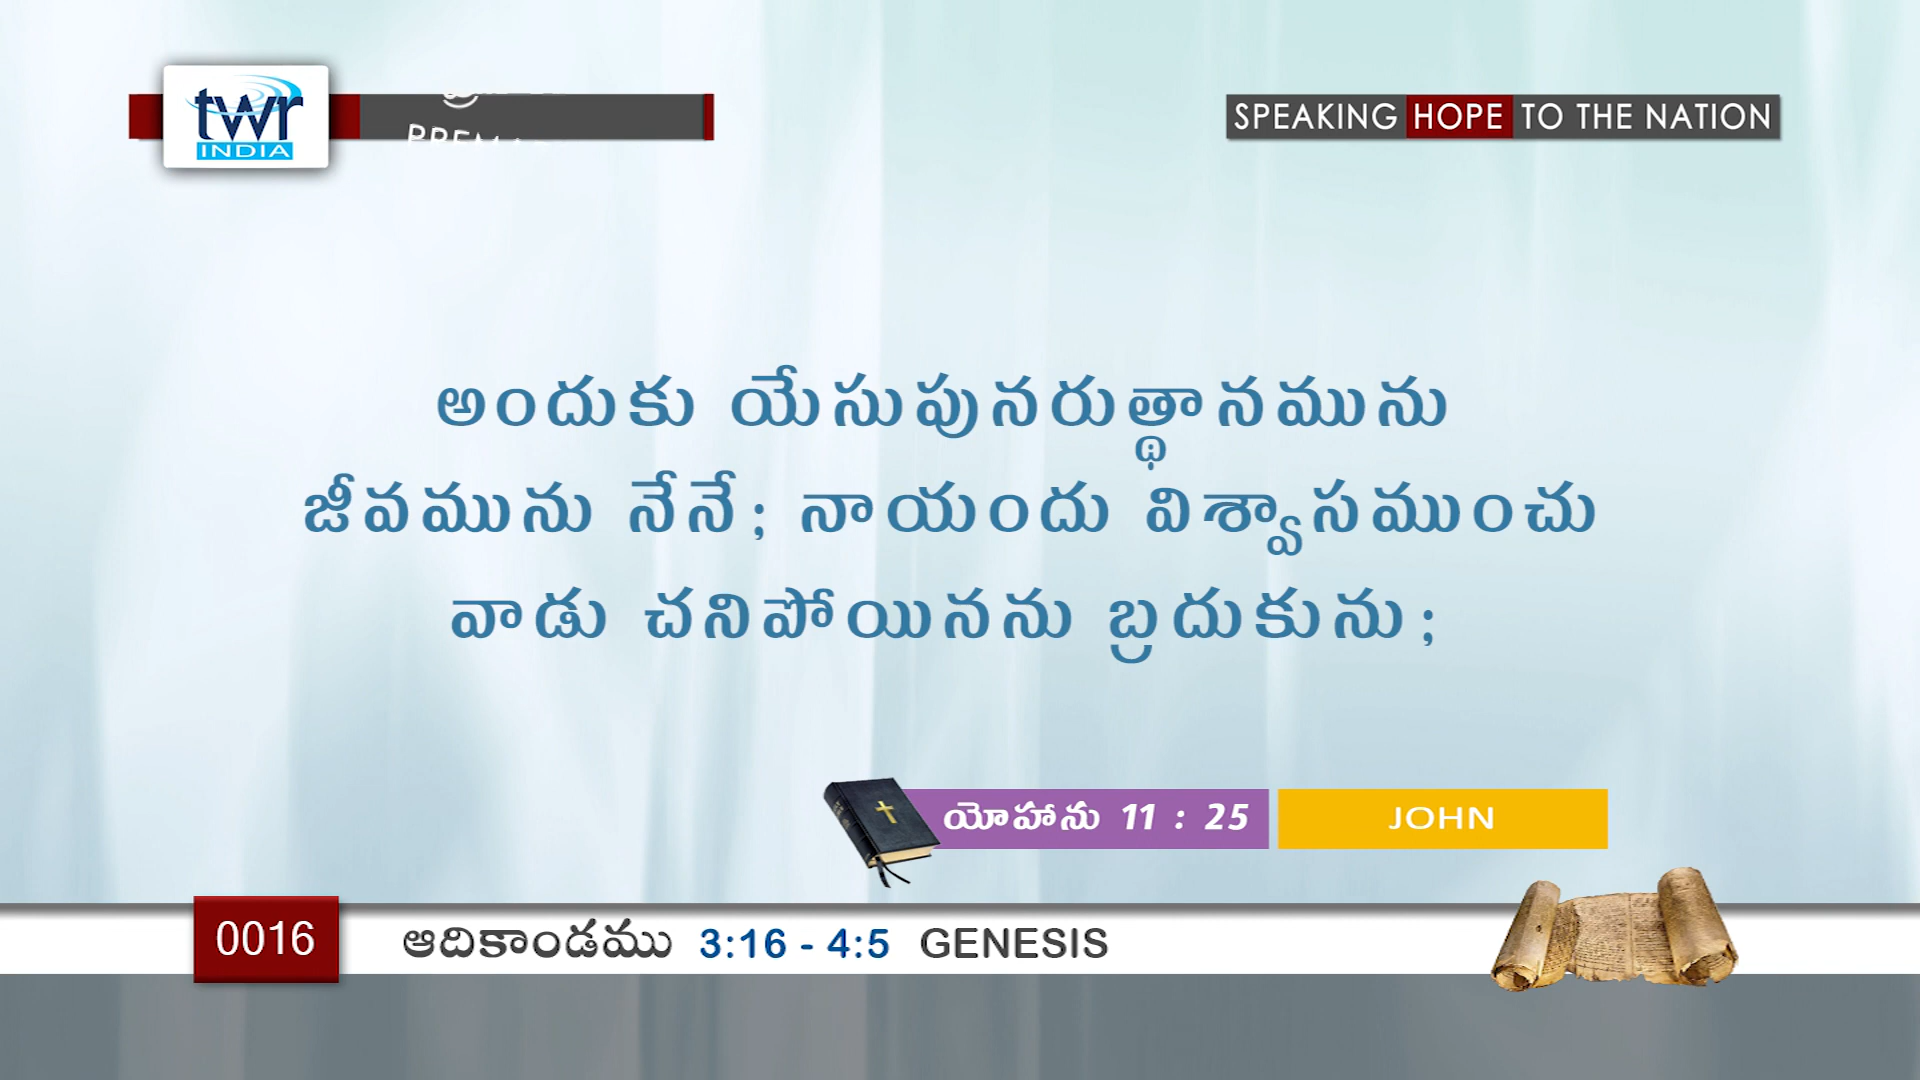 twr
INDIA
SPEAKING HOPE TO THE NATION
అందుకు యేసుపునరుత్థానమును
జీవమును నేనే; నాయందు విశ్వాసముంచు
వాడు చనిపోయినను బ్రదుకును;
యోహాను 11 : 25 JOHN
0016 ఆదికాండము 3:16 - 4:5 GENESIS